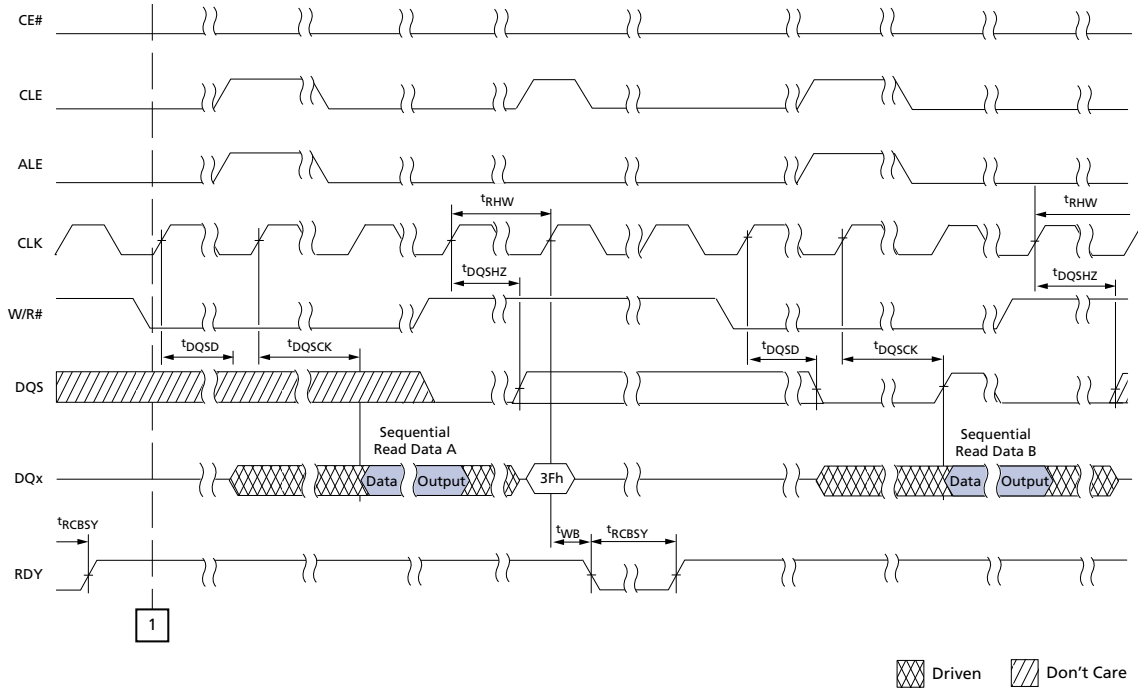 CE#
CLE
ALE
tRHW
tRHW
CLK
tDQSHZ
tDQSHZ
W/R#
tDQSD
tDQSCK
tDQSD
tDQSCK
DQS
Sequential
Read Data A
Sequential
Read Data B
DQx
Data
Output
3Fh
Data
Output
tRCBSY
tWB
tRCBSY
RDY
1
Driven
Don't Care